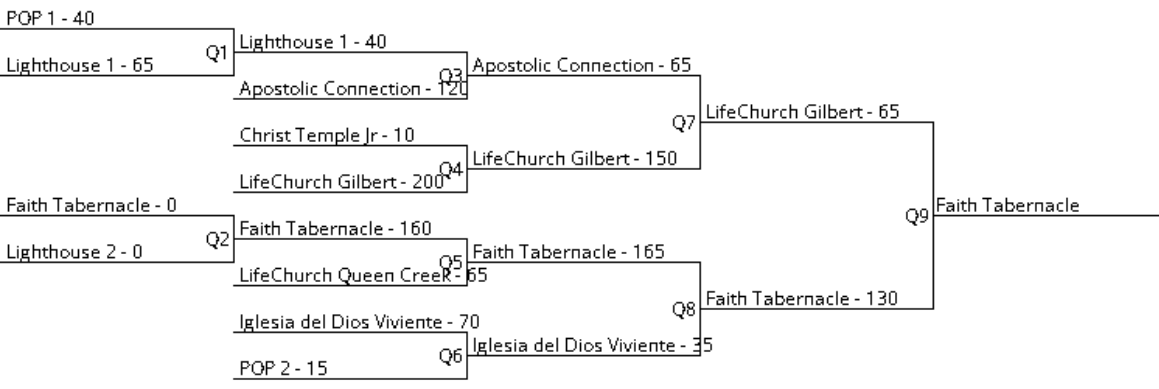 POP 1 - 40
Lighthouse 1 - 65
Q1
Lighthouse 1 - 40
Apostolic Connection - 120
Q3
Apostolic Connection - 65
Christ Temple Jr - 10
LifeChurch Gilbert - 200
Q4
LifeChurch Gilbert - 150
Q7
LifeChurch Gilbert - 65
Faith Tabernacle - 0
Lighthouse 2 - 0
Q2
Faith Tabernacle - 160
LifeChurch Queen Creek - 65
Q5
Faith Tabernacle - 165
Iglesia del Dios Viviente - 70
POP 2 - 15
Q6
Iglesia del Dios Viviente - 35
Q8
Faith Tabernacle - 130
Q9
Faith Tabernacle